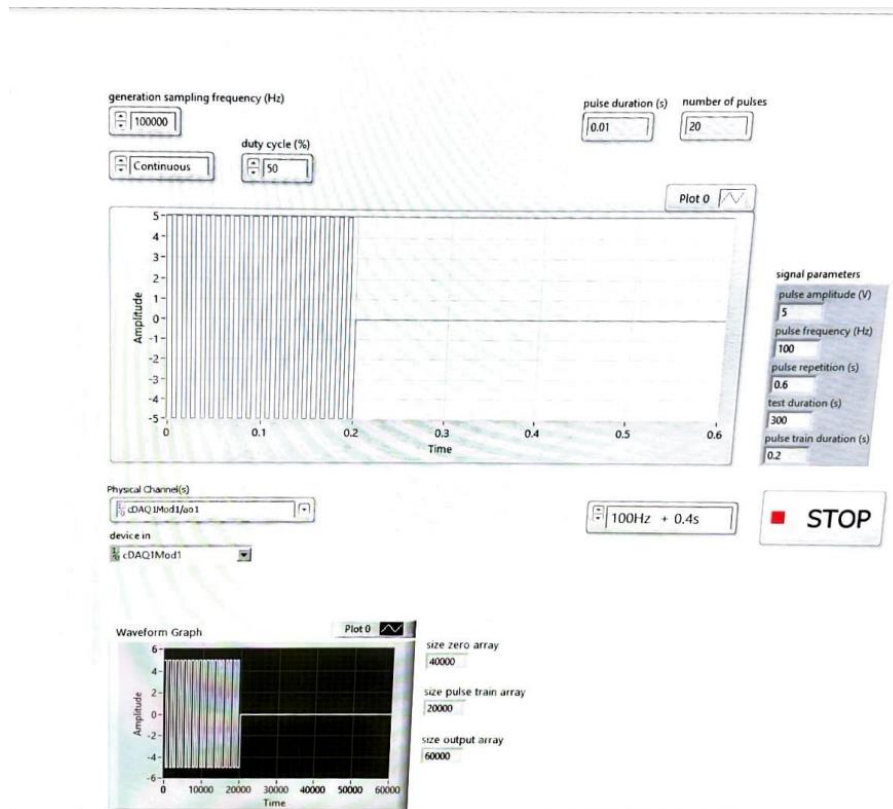 generation sampling frequency (Hz)
100000
pulse duration (s)
0.01
number of pulses
20
Continuous
duty cycle (%)
50
Plot 0
5
4
3
2
1
0
-1
-2
-3
-4
-5
Amplitude
0 0.1 0.2 0.3 0.4 0.5 0.6
Time
signal parameters
pulse amplitude (V)
5
pulse frequency (Hz)
100
pulse repetition (s)
0.6
test duration (s)
300
pulse train duration (s)
0.2
Physical Channel(s)
cDAQ1Mod1/ao1
device in
cDAQ1Mod1
100Hz + 0.4s
STOP
Waveform Graph
Plot 0
6
4
2
0
-2
-4
-6
Amplitude
0 10000 20000 30000 40000 50000 60000
Time
size zero array
40000
size pulse train array
20000
size output array
60000